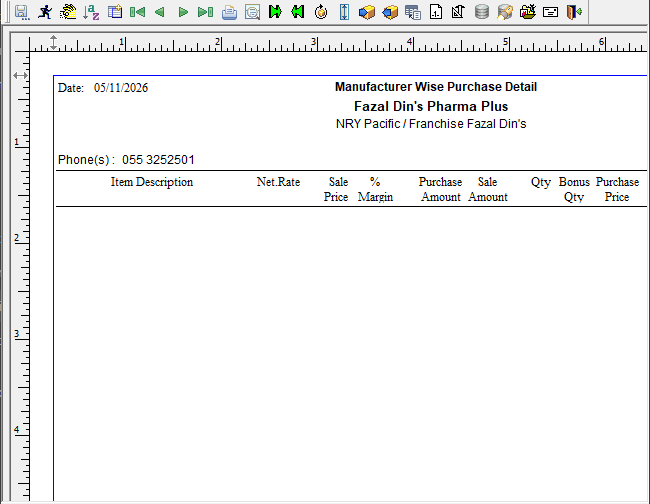 1 2 3 4 5 6
Date: 05/11/2026 Manufacturer Wise Purchase Detail
Fazal Din's Pharma Plus
NRY Pacific / Franchise Fazal Din's
1
Phone(s) : 055 3252501
Item Description Net.Rate Sale % Purchase Sale Qty Bonus Purchase
Price Margin Amount Amount Qty Price
2
3
4